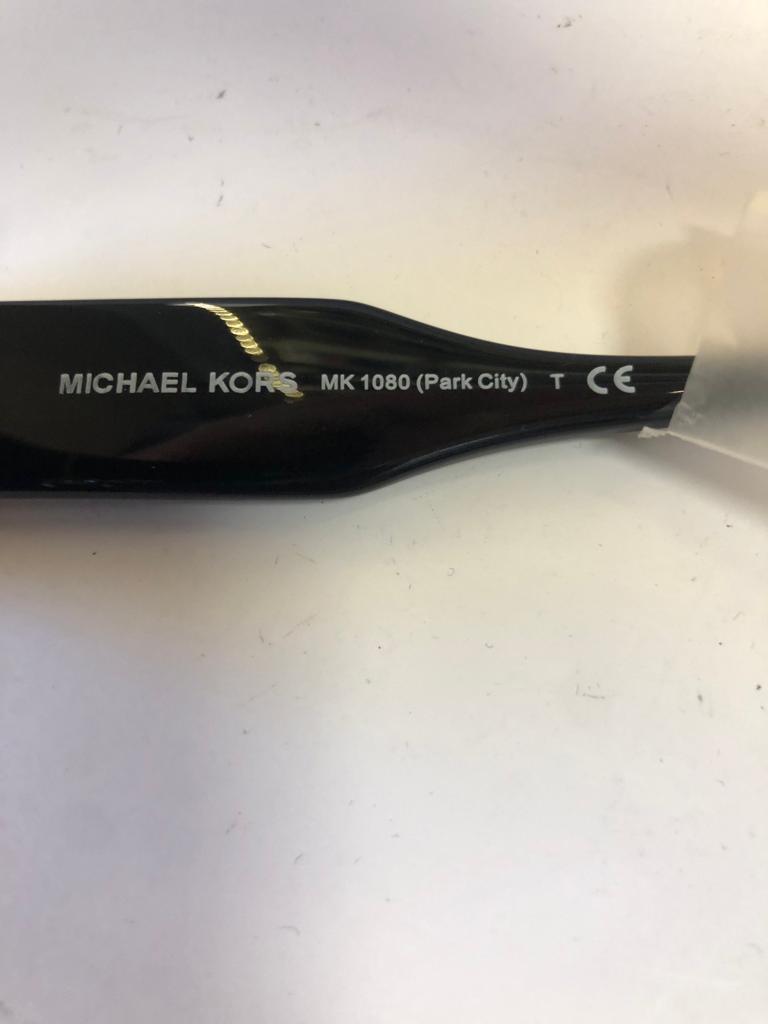 MICHAEL KORS MK 1080 (Park City) T CE